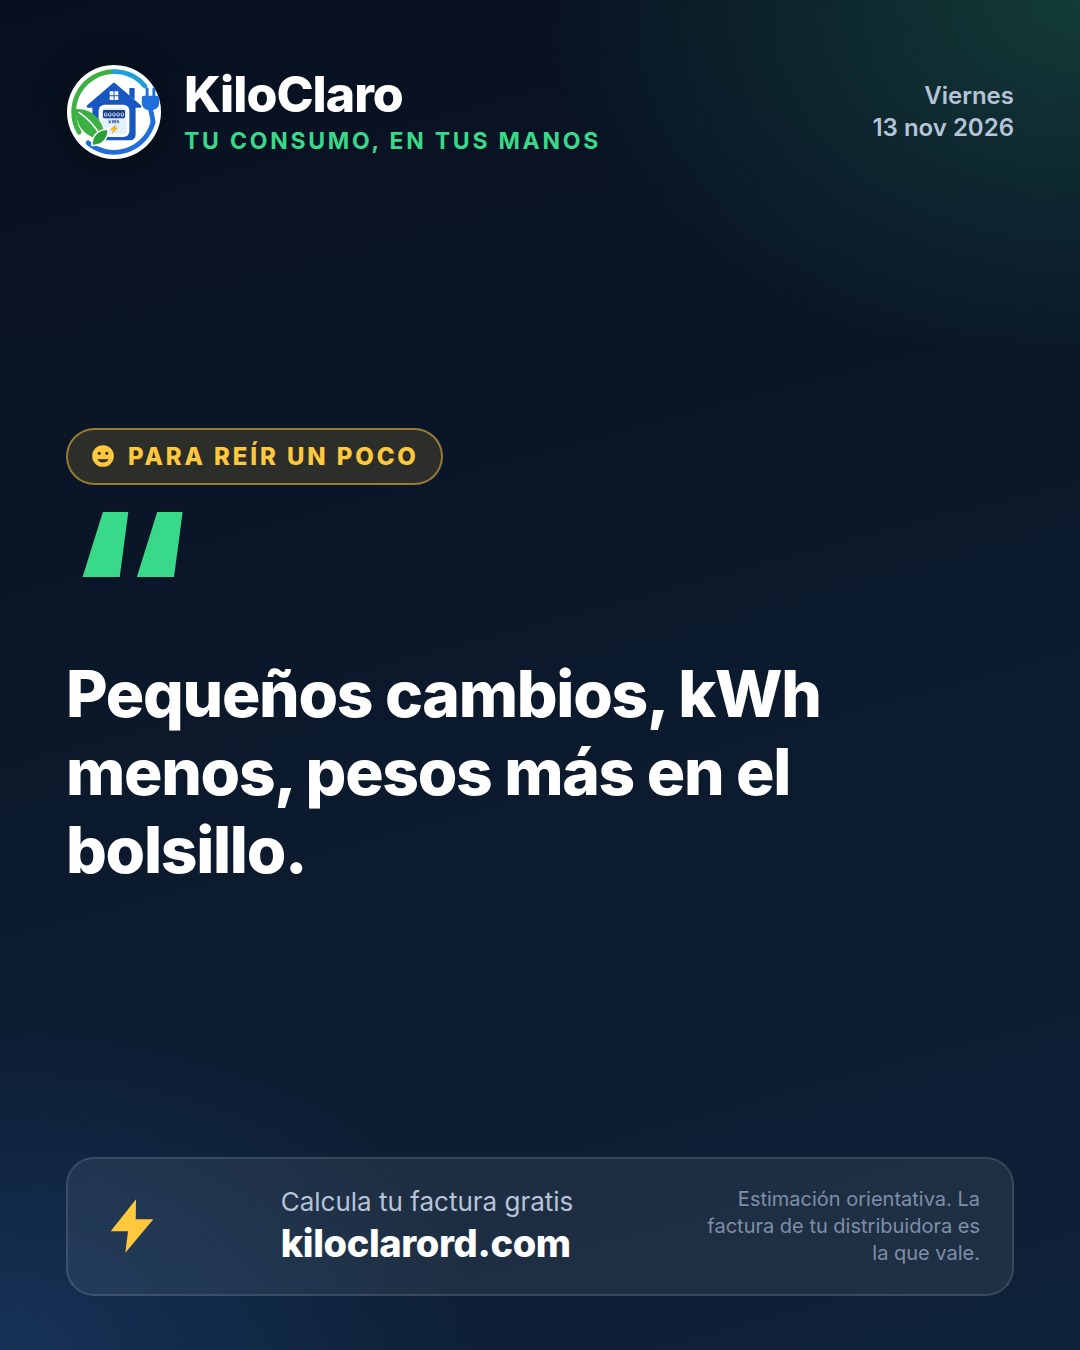 KiloClaro
TU CONSUMO, EN TUS MANOS
Viernes
13 nov 2026
PARA REÍR UN POCO
"
Pequeños cambios, kWh
menos, pesos más en el
bolsillo.
Calcula tu factura gratis
kiloclarord.com
Estimación orientativa. La
factura de tu distribuidora es
la que vale.